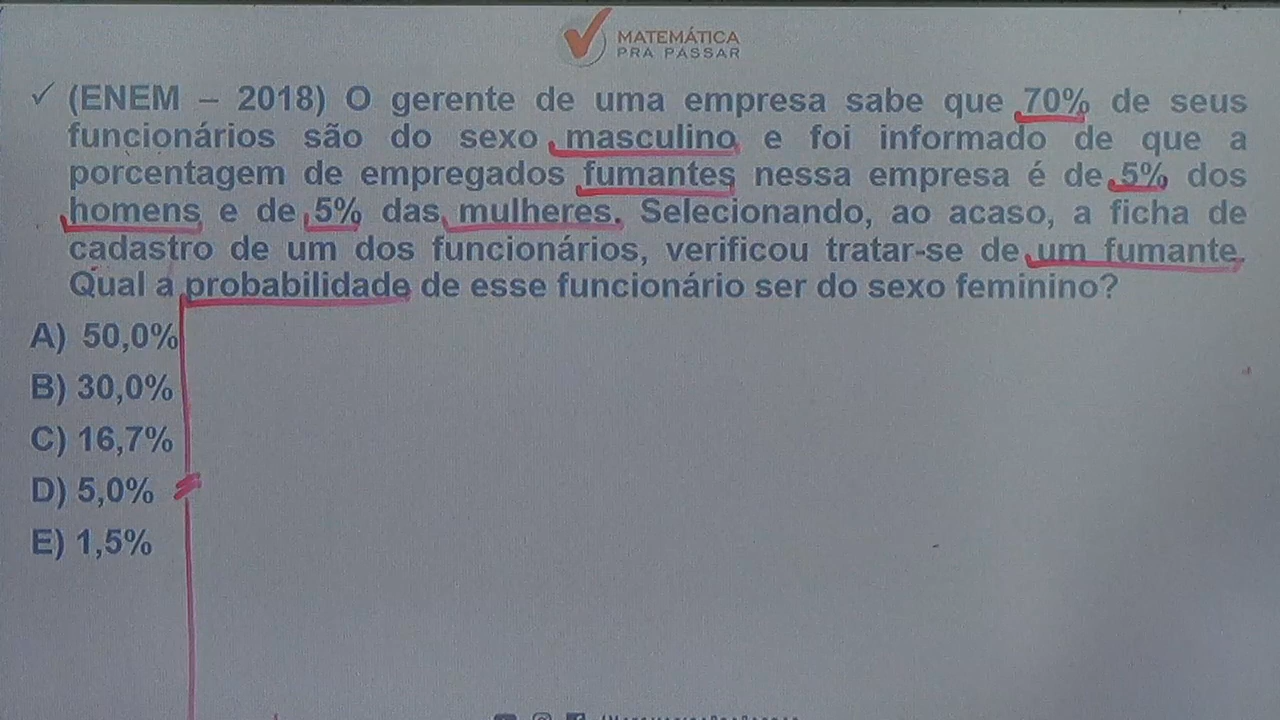 MATEMÁTICA
PRA PASSAR
✓ (ENEM – 2018) O gerente de uma empresa sabe que 70% de seus
funcionários são do sexo masculino e foi informado de que a
porcentagem de empregados fumantes nessa empresa é de 5% dos
homens e de 5% das mulheres. Selecionando, ao acaso, a ficha de
cadastro de um dos funcionários, verificou tratar-se de um fumante.
Qual a probabilidade de esse funcionário ser do sexo feminino?
A) 50,0%
B) 30,0%
C) 16,7%
D) 5,0%
E) 1,5%